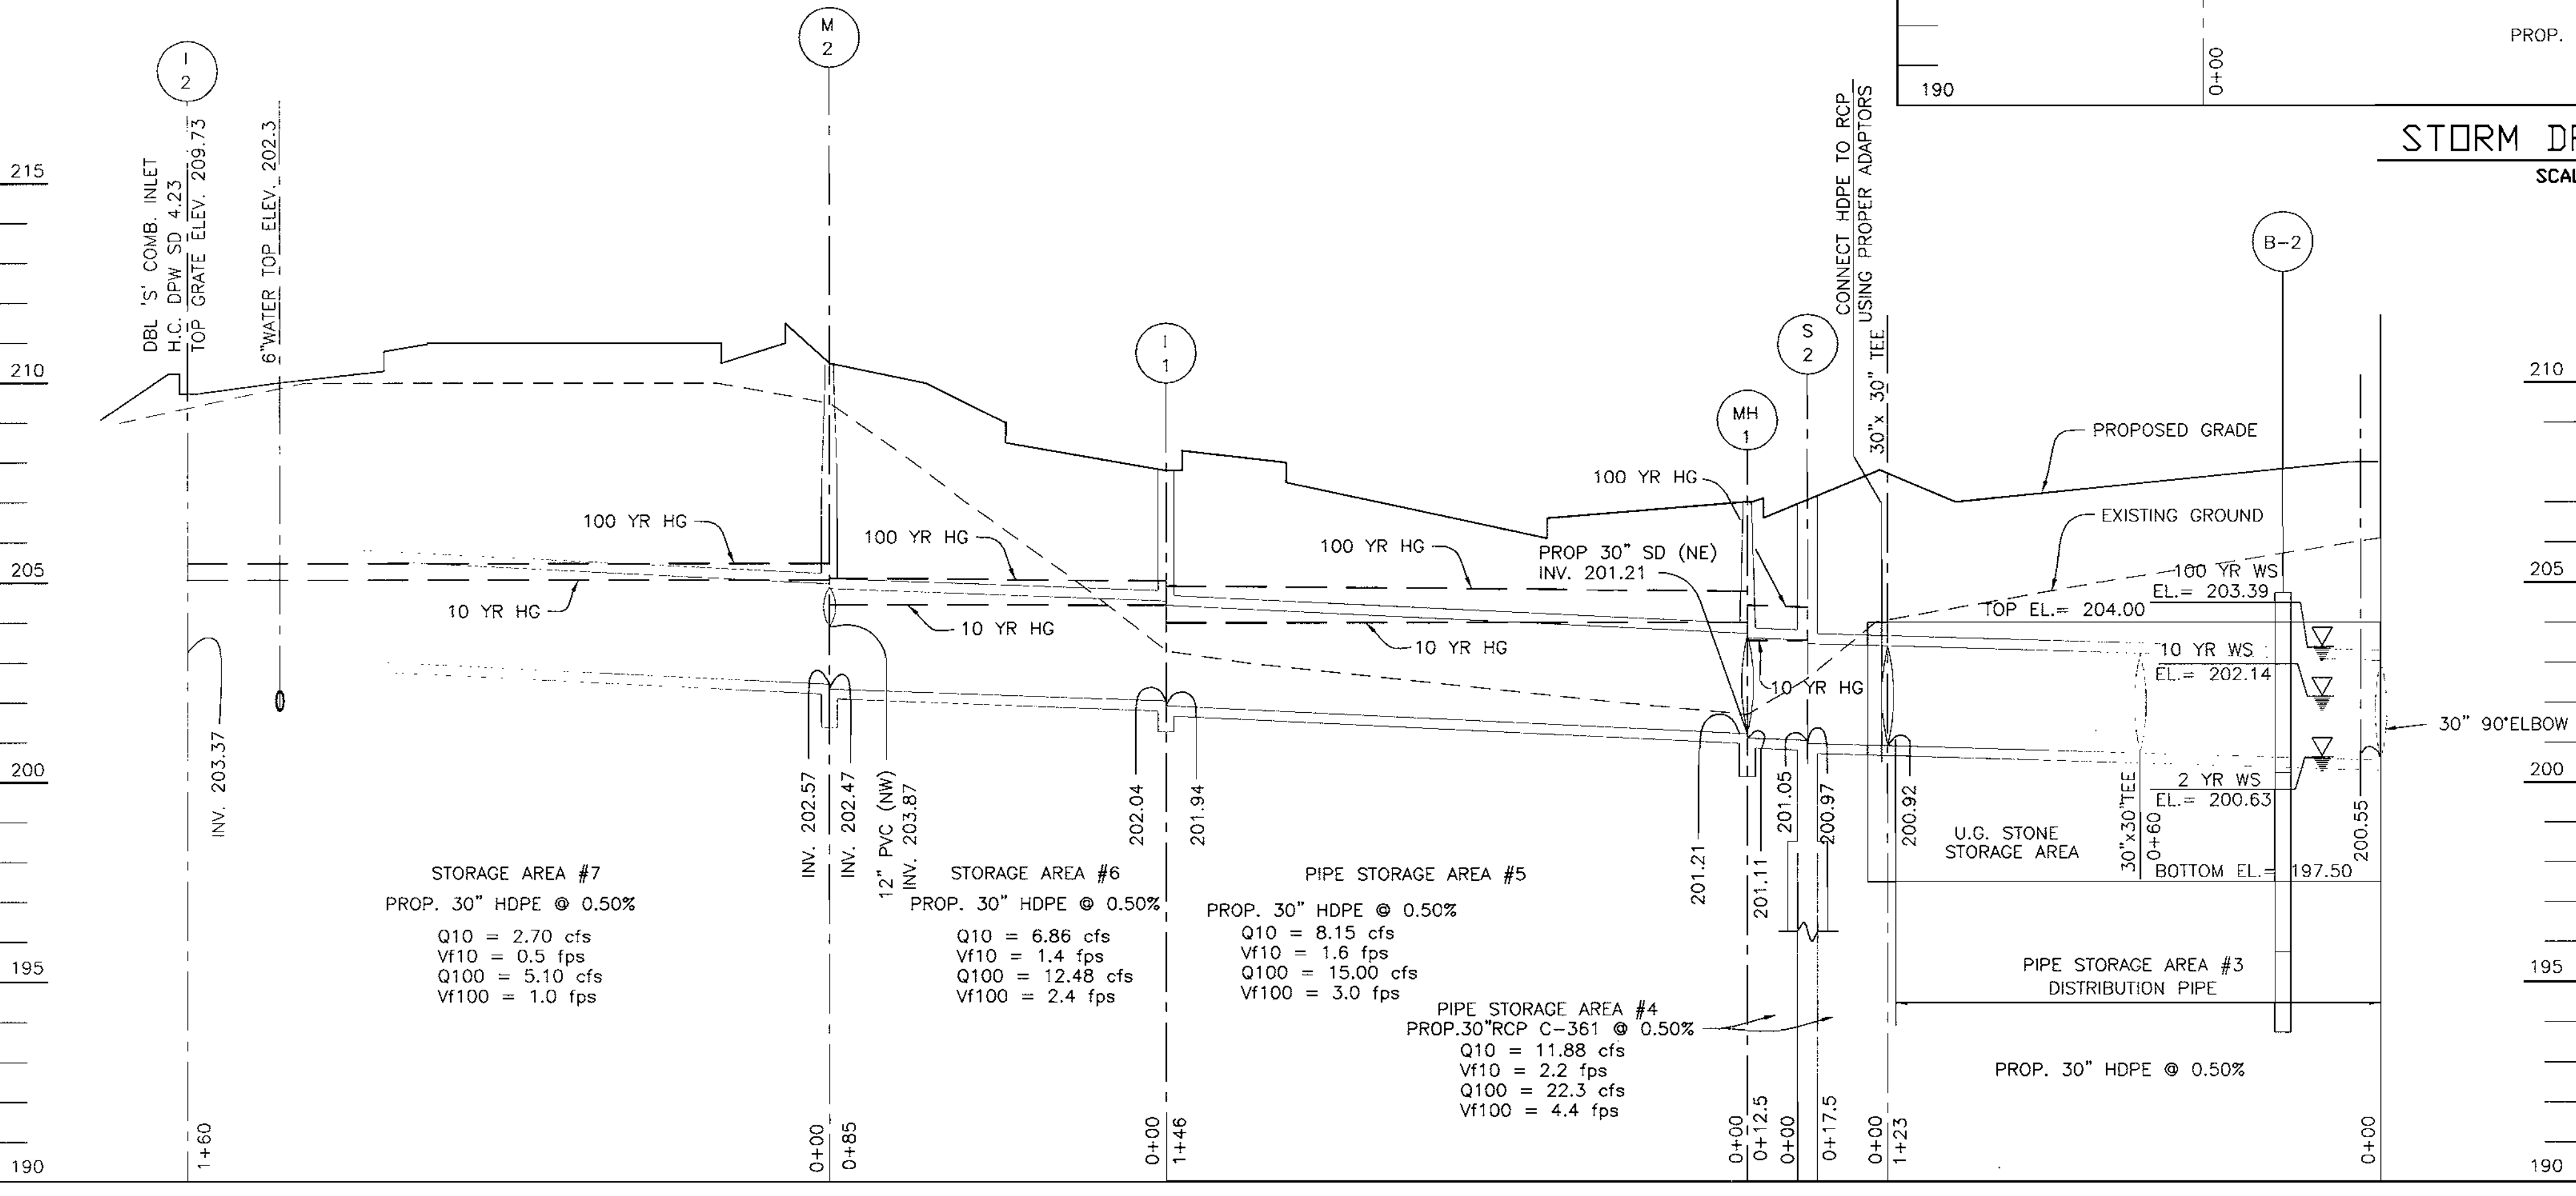 I
2
M
2
I
1
MH
1
S
2
B-2
PROP.
190
0+00
STORM
SCAL
DBL 'S' COMB. INLET
H.C. DPW SD 4.23
TOP GRATE ELEV. 209.73
6"WATER TOP ELEV. 202.3
CONNECT HDPE TO RCP
USING PROPER ADAPTORS
30"x 30" TEE
215
210
205
200
195
190
210
205
200
195
190
PROPOSED GRADE
EXISTING GROUND
100 YR HG
10 YR HG
100 YR HG
10 YR HG
100 YR HG
10 YR HG
100 YR HG
10 YR HG
PROP 30" SD (NE)
INV. 201.21
100 YR WS
EL.= 203.39
TOP EL.= 204.00
10 YR WS
EL.= 202.14
2 YR WS
EL.= 200.63
30" 90°ELBOW
INV. 203.37
INV. 202.57
INV. 202.47
12" PVC (NW)
INV. 203.87
202.04
201.94
201.21
201.11
201.05
200.97
200.92
U.G. STONE
STORAGE AREA
30"x30"TEE
0+60
BOTTOM EL.= 197.50
200.55
STORAGE AREA #7
PROP. 30" HDPE @ 0.50%
Q10 = 2.70 cfs
Vf10 = 0.5 fps
Q100 = 5.10 cfs
Vf100 = 1.0 fps
STORAGE AREA #6
PROP. 30" HDPE @ 0.50%
Q10 = 6.86 cfs
Vf10 = 1.4 fps
Q100 = 12.48 cfs
Vf100 = 2.4 fps
PIPE STORAGE AREA #5
PROP. 30" HDPE @ 0.50%
Q10 = 8.15 cfs
Vf10 = 1.6 fps
Q100 = 15.00 cfs
Vf100 = 3.0 fps
PIPE STORAGE AREA #4
PROP.30"RCP C-361 @ 0.50%
Q10 = 11.88 cfs
Vf10 = 2.2 fps
Q100 = 22.3 cfs
Vf100 = 4.4 fps
PIPE STORAGE AREA #3
DISTRIBUTION PIPE
PROP. 30" HDPE @ 0.50%
1+60
0+00
0+85
0+00
1+46
0+00
0+12.5
0+00
0+17.5
0+00
1+23
0+00